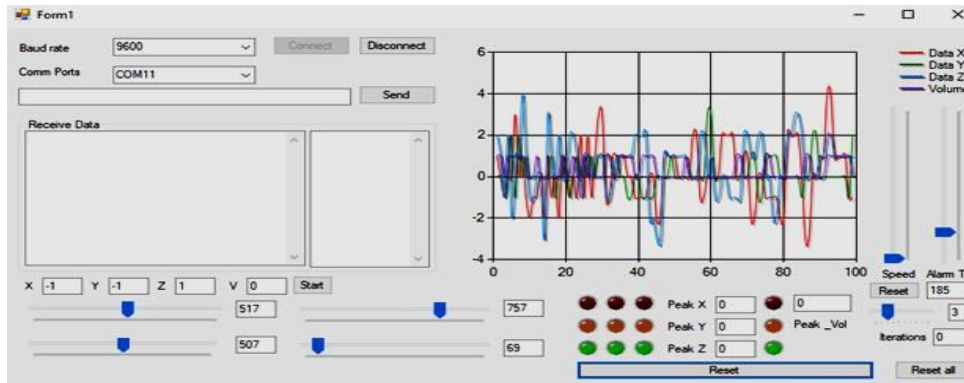 Form1
Baud rate 9600 Connect Disconnect
Comm Ports COM11
Send
Receive Data
6
4
2
0
-2
-4
0 20 40 60 80 100
Data X
Data Y
Data Z
Volume
Speed Alarm T
Reset 185
3
Iterations 0
X -1 Y -1 Z 1 V 0 Start
517 757
507 69
Peak X 0 0
Peak Y 0 Peak _Vol
Peak Z 0
Reset Reset all